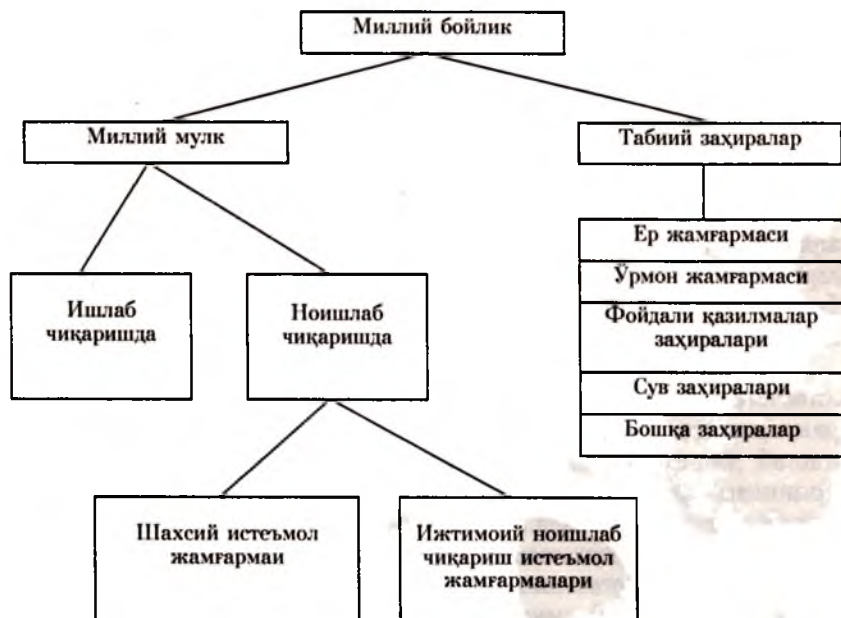 Миллий бойлик
Миллий мулк
Табиий заҳиралар
Ишлаб
чиқаришда
Ноишлаб
чиқаришда
Ер жамғармаси
Ўрмон жамғармаси
Фойдали қазилмалар
заҳиралари
Сув заҳиралари
Бошқа заҳиралар
Шахсий истеъмол
жамғармаи
Ижтимоий ноишлаб
чиқариш истеъмол
жамғармалари